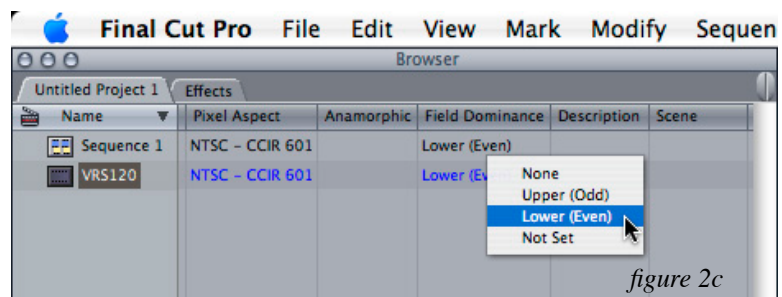 Final Cut Pro File Edit View Mark Modify Sequen
Browser
Untitled Project 1 Effects
Name Pixel Aspect Anamorphic Field Dominance Description Scene
Sequence 1 NTSC - CCIR 601 Lower (Even)
VRS120 NTSC - CCIR 601 Lower (Ev
None
Upper (Odd)
Lower (Even)
Not Set
figure 2c